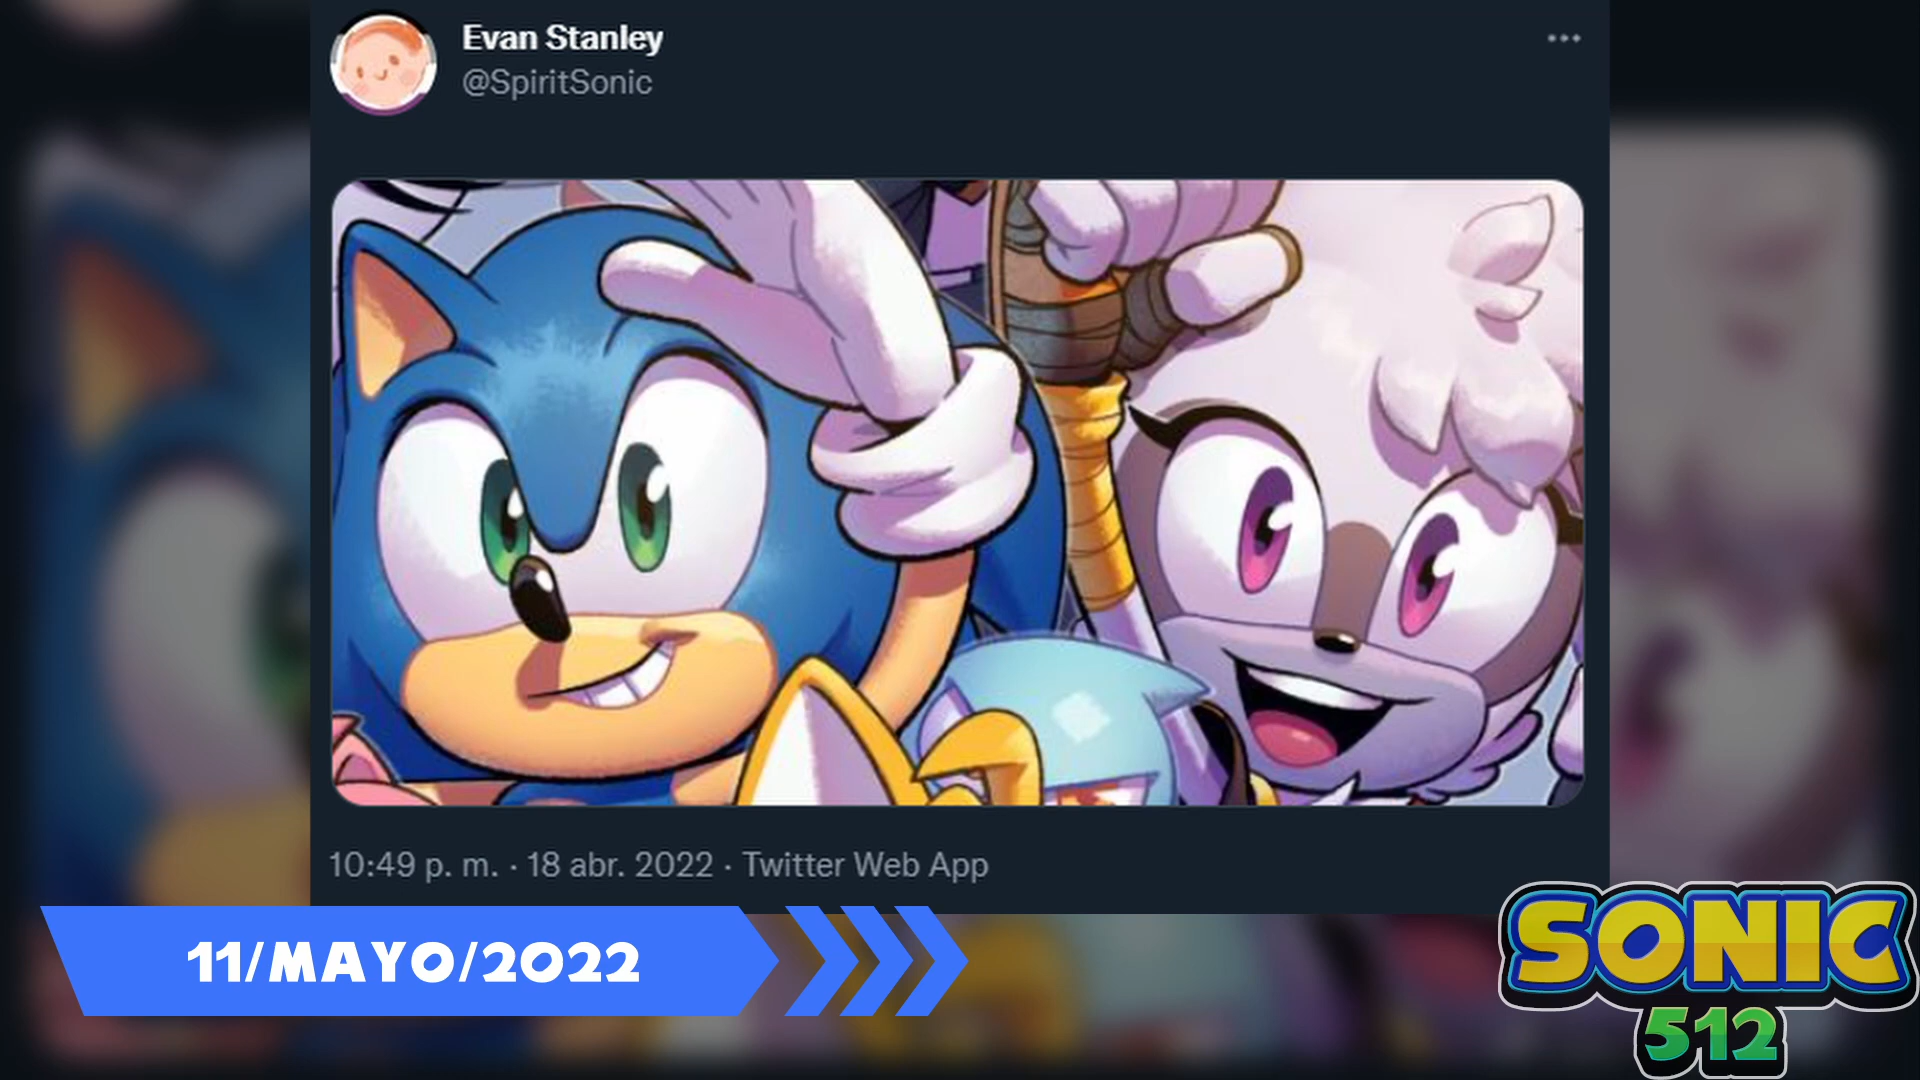 Evan Stanley
@SpiritSonic
10:49 p. m. · 18 abr. 2022 · Twitter Web App
11/MAYO/2022
SONIC
512